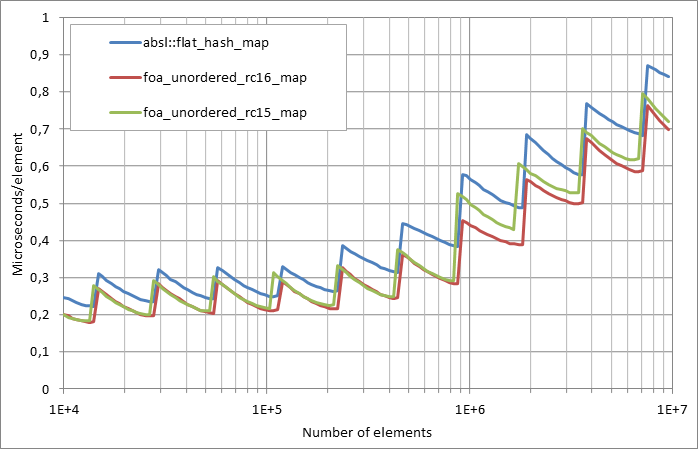 1
0,9
0,8
0,7
0,6
0,5
0,4
0,3
0,2
0,1
0
Microseconds/element
absl::flat_hash_map
foa_unordered_rc16_map
foa_unordered_rc15_map
1E+4
1E+5
1E+6
1E+7
Number of elements